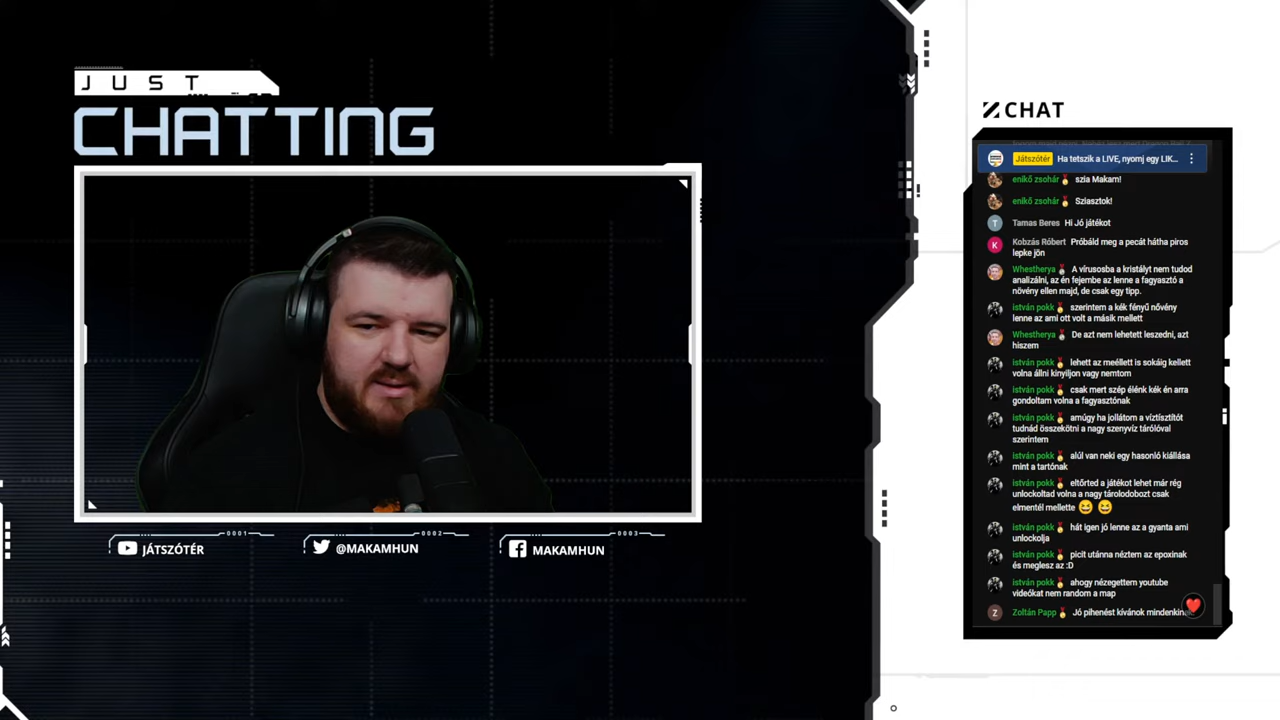 JUST
CHATTING
CHAT
Játszótér Ha tetszik a LIVE, nyomj egy LIK...
enikő zsohár szia Makam!
enikő zsohár Sziasztok!
Tamas Beres Hi Jó játékot
Kobzás Róbert Próbáld meg a pecát hátha piros
lepke jön
Whestherya A vírusosba a kristályt nem tudod
analizálni, az én fejembe az lenne a fagyasztó a
növény ellen majd, de csak egy tipp.
istván pokk szerintem a kék fényű nővény
lenne az ami ott volt a másik mellett
Whestherya De azt nem lehetett leszedni, azt
hiszem
istván pokk lehett az meéllett is sokáig kellett
volna állni kinyiljon vagy nemtom
istván pokk csak mert szép élénk kék én arra
gondoltam volna a fagyasztónak
istván pokk amúgy ha jollátom a víztísztítót
tudnád összekötni a nagy szenyvíz tárólóval
szerintem
istván pokk alúl van neki egy hasonló kiállása
mint a tartónak
istván pokk eltőrted a játékot lehet már rég
unlockoltad volna a nagy tárolodobozt csak
elmentél mellette 😆 😆
istván pokk hát igen jó lenne az a gyanta ami
unlockolja
istván pokk picit utánna néztem az epoxinak
és meglesz az :D
istván pokk ahogy nézegettem youtube
videókat nem random a map
Zoltán Papp Jó pihenést kívánok
0001
0002
0003
JÁTSZÓTÉR
@MAKAMHUN
MAKAMHUN